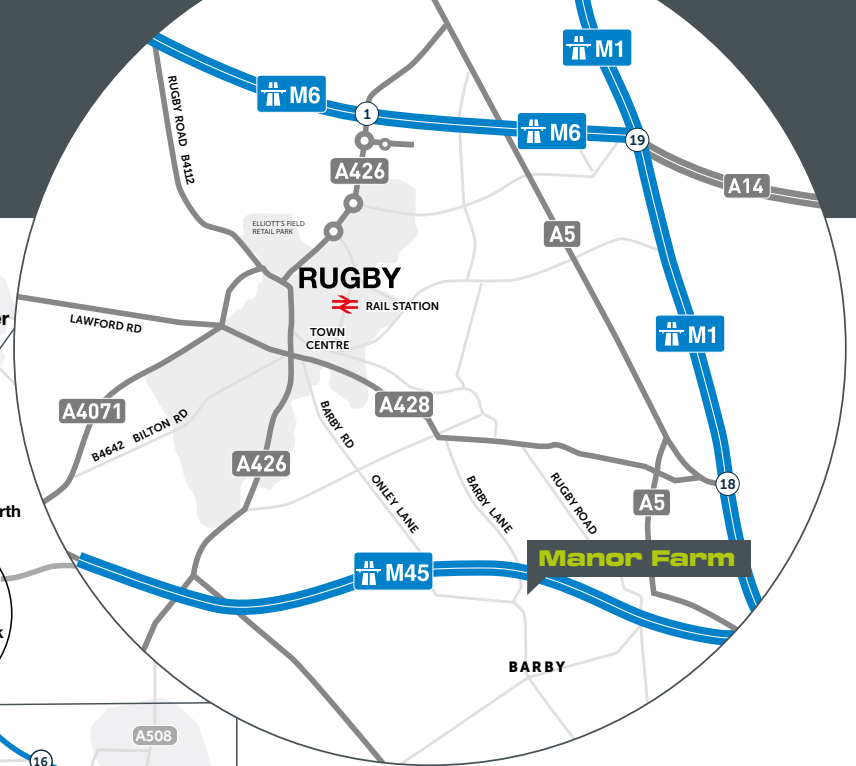 M1
M6
1
M6
19
RUGBY ROAD B4112
A426
A14
ELLIOTT'S FIELD
RETAIL PARK
A5
RUGBY
RAIL STATION
er
LAWFORD RD
TOWN
CENTRE
M1
A4071
A428
B4642 BILTON RD
BARBY RD
A426
ONLEY LANE
BARBY LANE
RUGBY ROAD
18
A5
rth
Manor Farm
M45
k
BARBY
A508
16